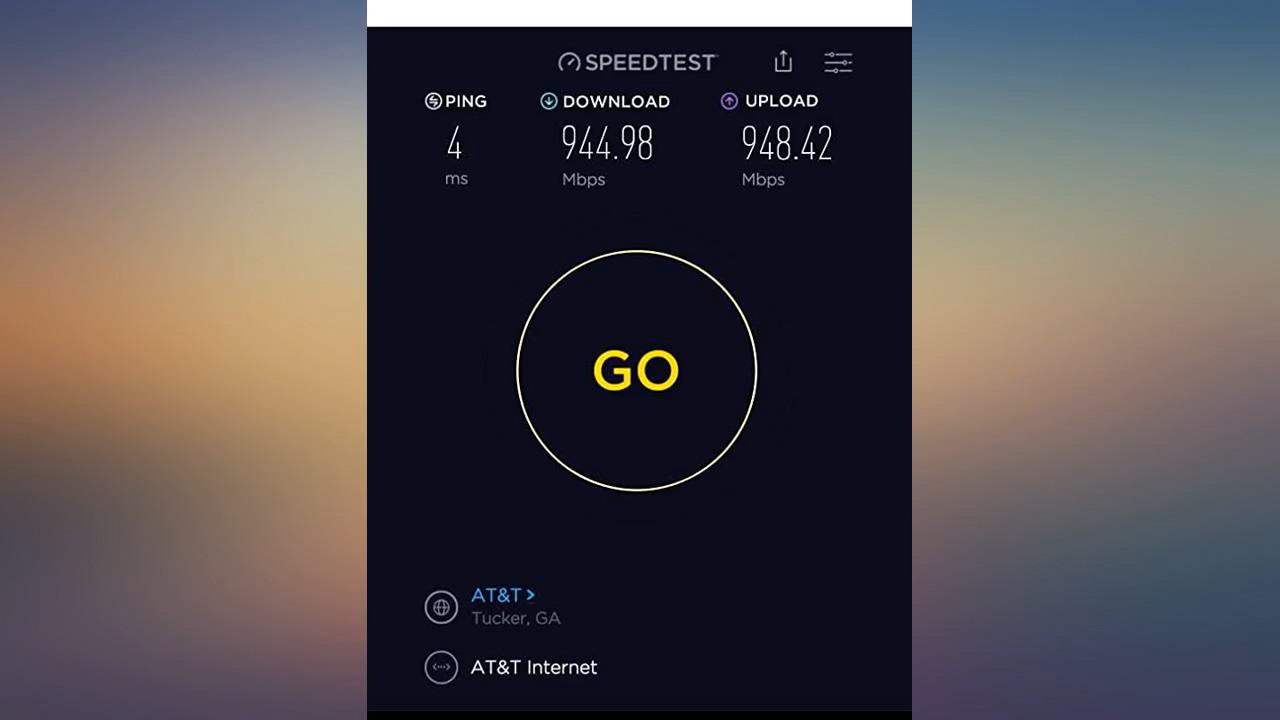 SPEEDTEST
PING DOWNLOAD UPLOAD
4 944.98 948.42
ms Mbps Mbps
GO
AT&T >
Tucker, GA
AT&T Internet